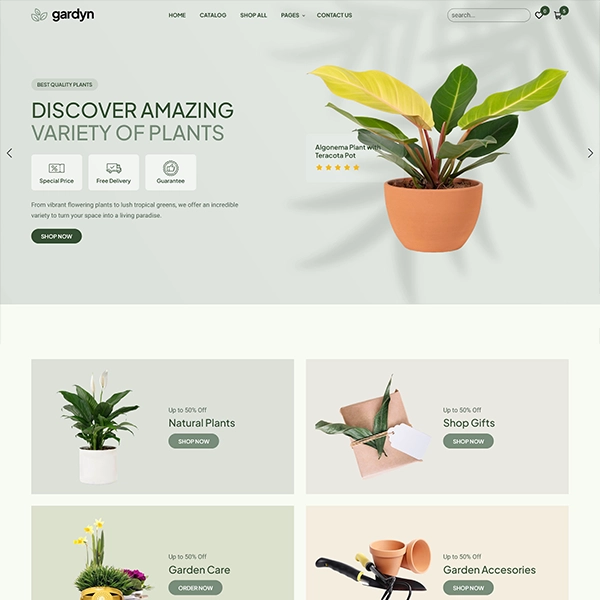 gardyn
HOME
CATALOG
SHOP ALL
PAGES
CONTACT US
search...
0
5
BEST QUALITY PLANTS
DISCOVER AMAZING
VARIETY OF PLANTS
Special Price
Free Delivery
Guarantee
From vibrant flowering plants to lush tropical greens, we offer an incredible
variety to turn your space into a living paradise.
SHOP NOW
Algonema Plant with
Teracota Pot
Up to 50% Off
Natural Plants
SHOP NOW
Up to 50% Off
Shop Gifts
SHOP NOW
Up to 50% Off
Garden Care
ORDER NOW
Up to 50% Off
Garden Accesories
SHOP NOW